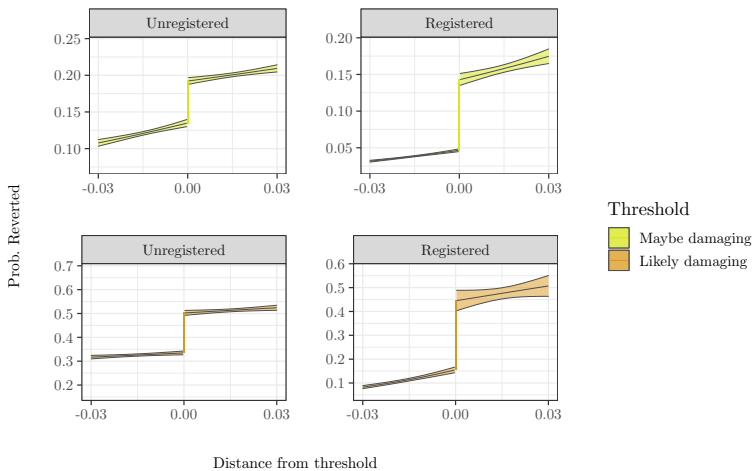 Unregistered
Registered
0.25
0.20
0.15
0.10
-0.03 0.00 0.03
0.20
0.15
0.10
0.05
-0.03 0.00 0.03
Prob. Reverted
Unregistered
Registered
0.7
0.6
0.5
0.4
0.3
0.2
-0.03 0.00 0.03
0.6
0.5
0.4
0.3
0.2
0.1
-0.03 0.00 0.03
Distance from threshold
Threshold
Maybe damaging
Likely damaging